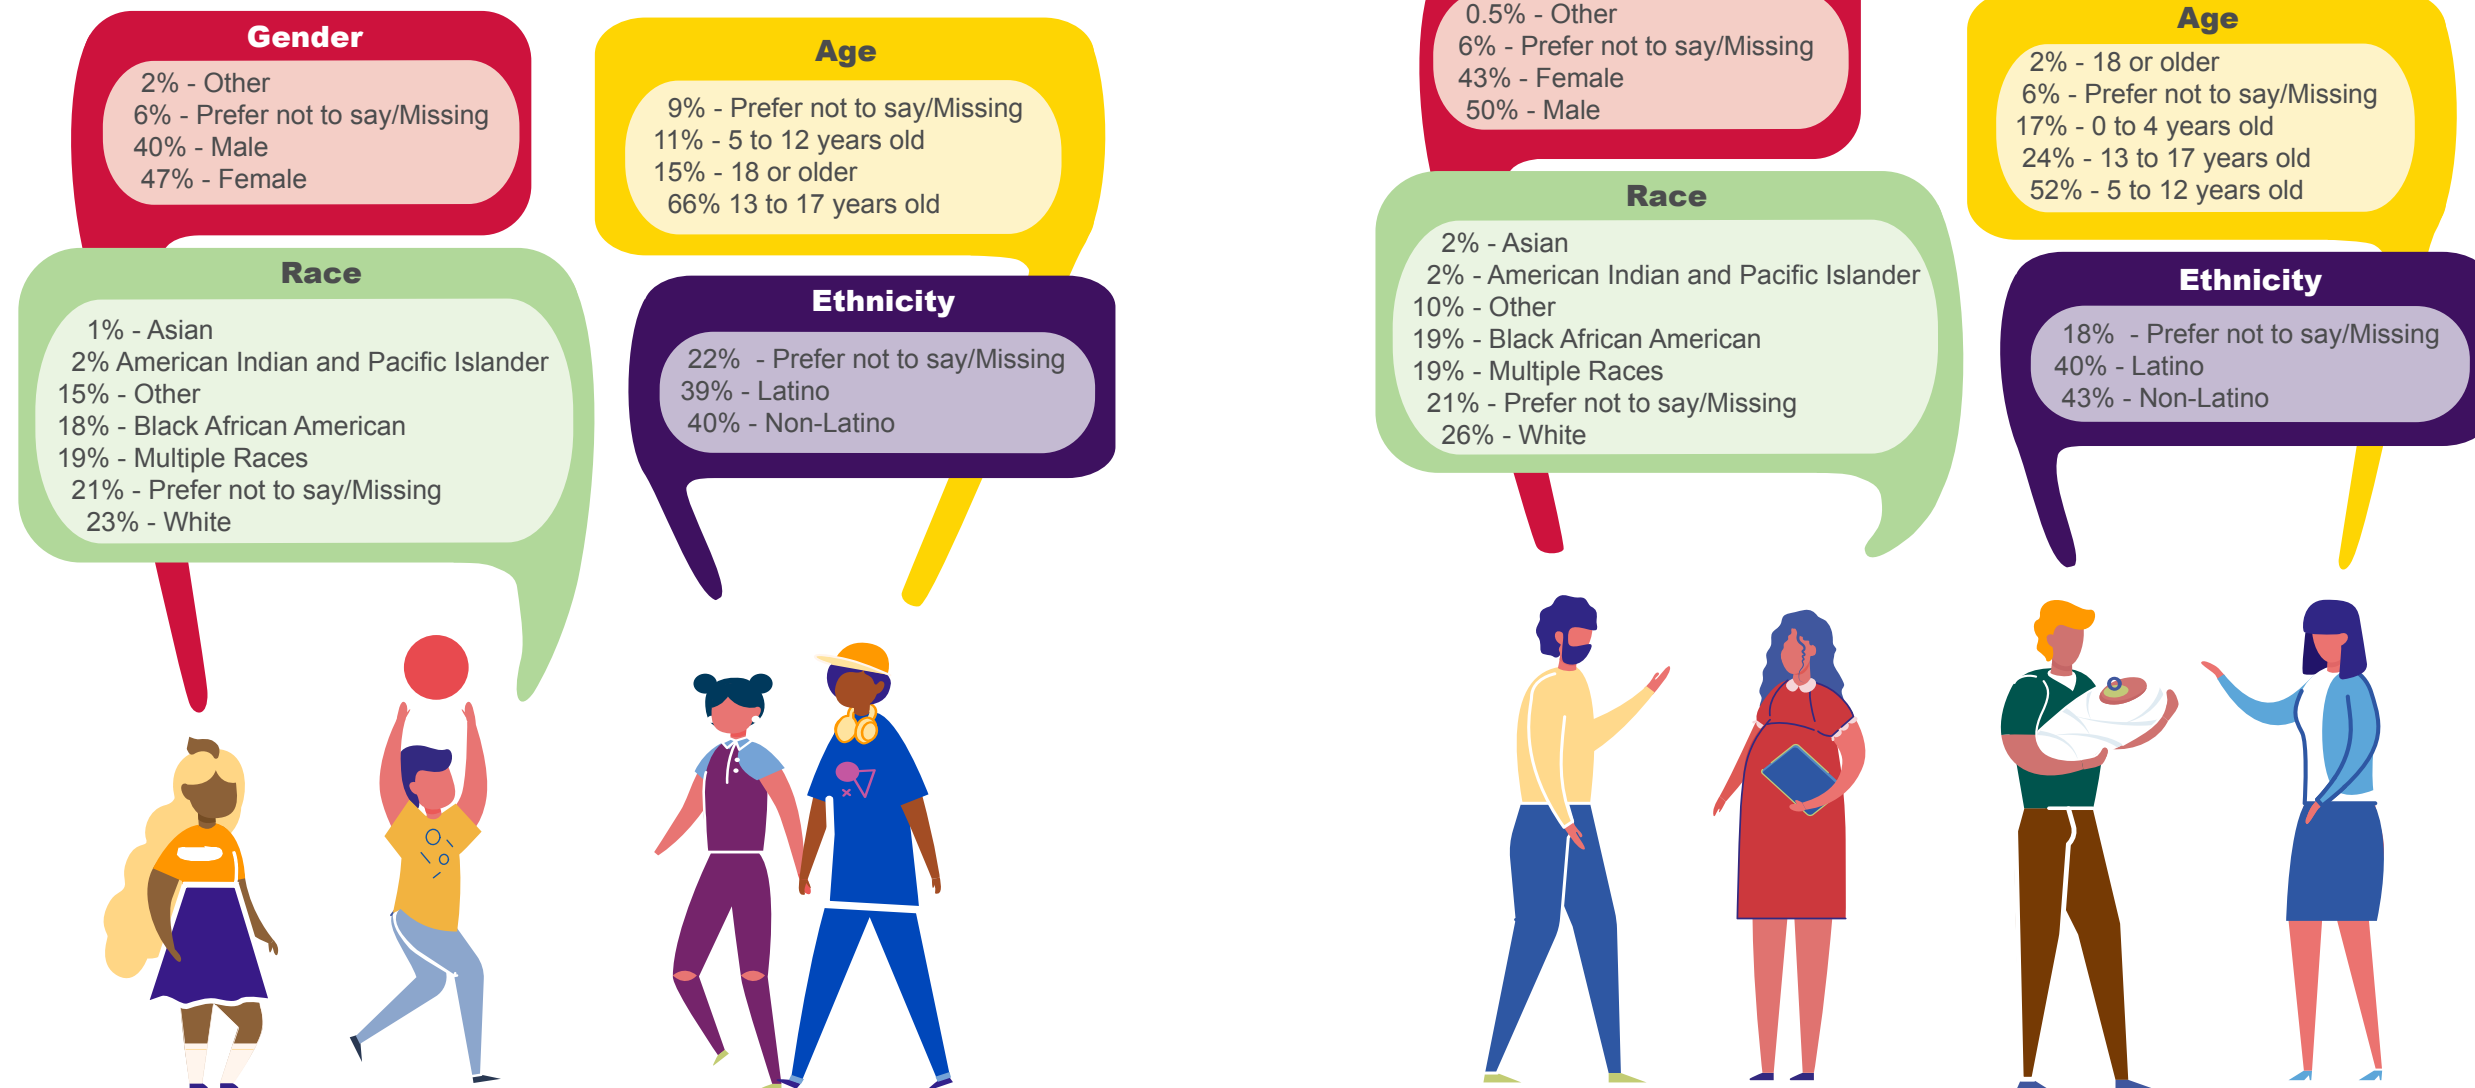 Gender
2% - Other
6% - Prefer not to say/Missing
40% - Male
47% - Female
Age
9% - Prefer not to say/Missing
11% - 5 to 12 years old
15% - 18 or older
66% 13 to 17 years old
Race
1% - Asian
2% American Indian and Pacific Islander
15% - Other
18% - Black African American
19% - Multiple Races
21% - Prefer not to say/Missing
23% - White
Ethnicity
22% - Prefer not to say/Missing
39% - Latino
40% - Non-Latino
0.5% - Other
6% - Prefer not to say/Missing
43% - Female
50% - Male
Age
2% - 18 or older
6% - Prefer not to say/Missing
17% - 0 to 4 years old
24% - 13 to 17 years old
52% - 5 to 12 years old
Race
2% - Asian
2% - American Indian and Pacific Islander
10% - Other
19% - Black African American
19% - Multiple Races
21% - Prefer not to say/Missing
26% - White
Ethnicity
18% - Prefer not to say/Missing
40% - Latino
43% - Non-Latino